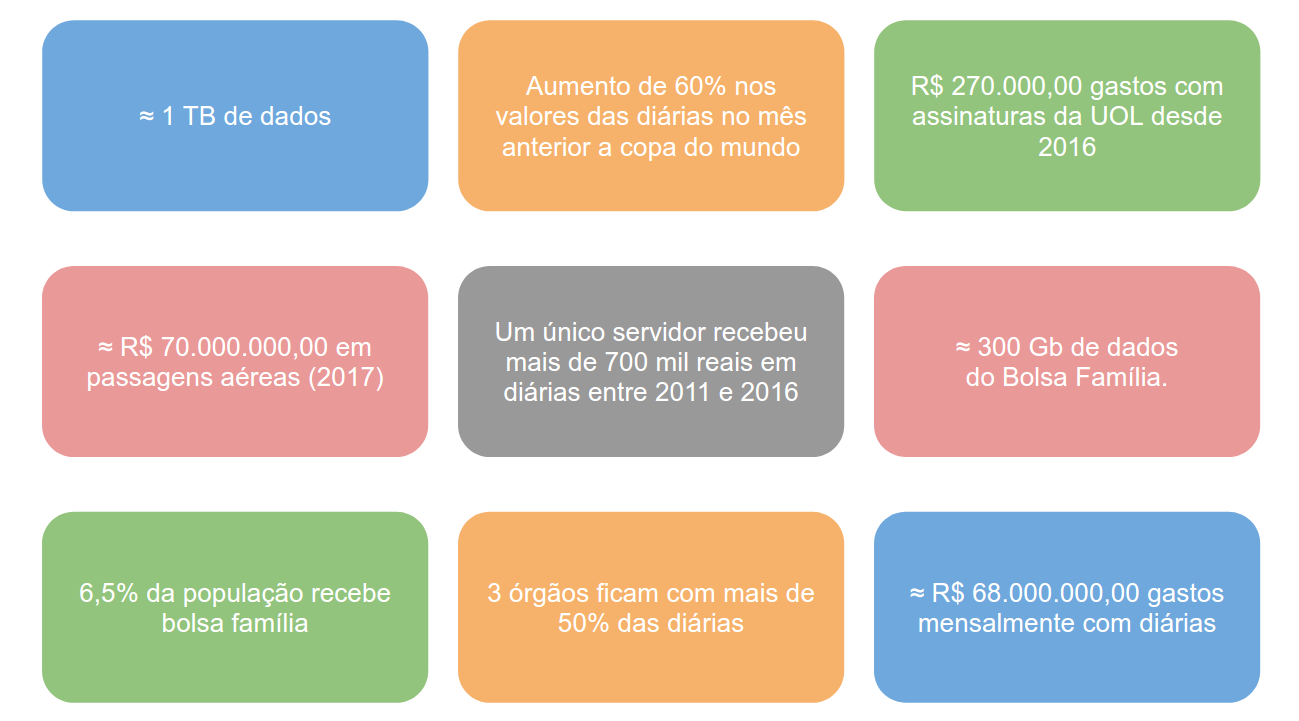 ≈ 1 TB de dados
Aumento de 60% nos
valores das diárias no mês
anterior a copa do mundo
R$ 270.000,00 gastos com
assinaturas da UOL desde
2016
≈ R$ 70.000.000,00 em
passagens aéreas (2017)
Um único servidor recebeu
mais de 700 mil reais em
diárias entre 2011 e 2016
≈ 300 Gb de dados
do Bolsa Família.
6,5% da população recebe
bolsa família
3 órgãos ficam com mais de
50% das diárias
≈ R$ 68.000.000,00 gastos
mensalmente com diárias